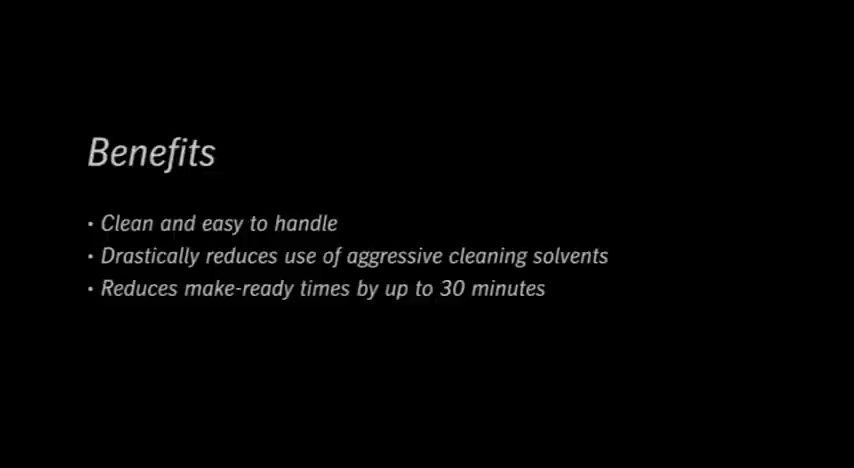 Benefits
• Clean and easy to handle
• Drastically reduces use of aggressive cleaning solvents
• Reduces make-ready times by up to 30 minutes